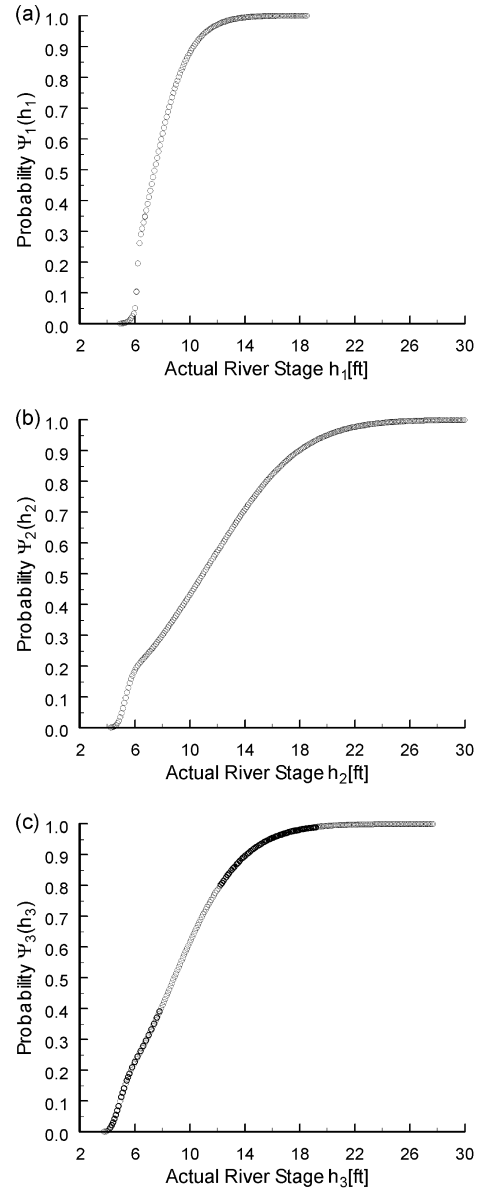 (a)
1.0
0.9
0.8
0.7
0.6
0.5
0.4
0.3
0.2
0.1
0.0
Probability Ψ₁(h₁)
2 6 10 14 18 22 26 30
Actual River Stage h₁[ft]
(b)
1.0
0.9
0.8
0.7
0.6
0.5
0.4
0.3
0.2
0.1
0.0
Probability Ψ₂(h₂)
2 6 10 14 18 22 26 30
Actual River Stage h₂[ft]
(c)
1.0
0.9
0.8
0.7
0.6
0.5
0.4
0.3
0.2
0.1
0.0
Probability Ψ₃(h₃)
2 6 10 14 18 22 26 30
Actual River Stage h₃[ft]